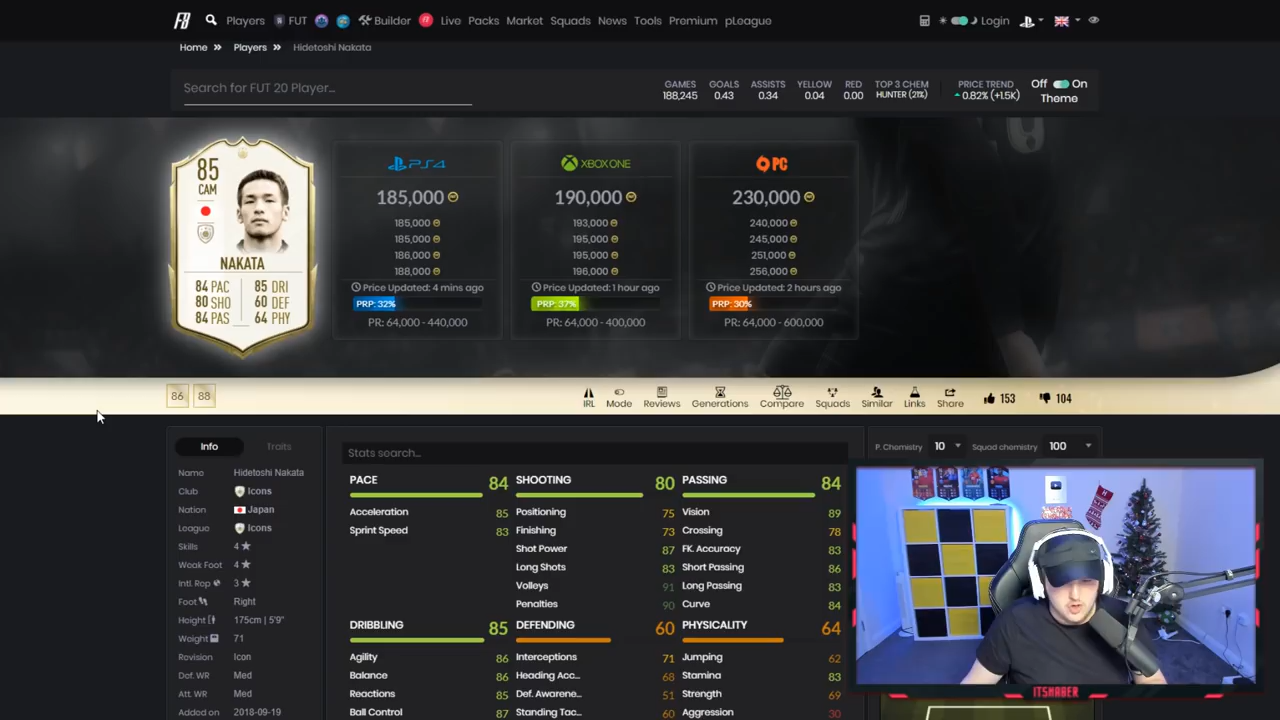 FB Players FUT Builder Live Packs Market Squads News Tools Premium pLeague Login
Home » Players » Hidetoshi Nakata
Search for FUT 20 Player...
GAMES GOALS ASSISTS YELLOW RED TOP 3 CHEM PRICE TREND Off On
188,245 0.43 0.34 0.04 0.00 HUNTER (21%) 0.82% (+1.5K) Theme
85
CAM
NAKATA
84 PAC 85 DRI
80 SHO 60 DEF
84 PAS 64 PHY
PS4
185,000
185,000
185,000
186,000
188,000
Price Updated: 4 mins ago
PRP: 32%
PR: 64,000 - 440,000
XBOX ONE
190,000
193,000
195,000
195,000
196,000
Price Updated: 1 hour ago
PRP: 37%
PR: 64,000 - 400,000
PC
230,000
240,000
245,000
251,000
256,000
Price Updated: 2 hours ago
PRP: 30%
PR: 64,000 - 600,000
86 88
IRL Mode Reviews Generations Compare Squads Similar Links Share 153 104
Info Traits
Name Hidetoshi Nakata
Club Icons
Nation Japan
League Icons
Skills 4
Weak Foot 4
Intl. Rep 3
Foot Right
Height 175cm | 5'9"
Weight 71
Revision Icon
Def. WR Med
Att. WR Med
Added on 2018-09-19
Stats search...
P. Chemistry 10 Squad chemistry 100
PACE 84
Acceleration 85
Sprint Speed 83
SHOOTING 80
Positioning 75
Finishing 73
Shot Power 87
Long Shots 83
Volleys 91
Penalties 90
PASSING 84
Vision 89
Crossing 78
FK. Accuracy 83
Short Passing 86
Long Passing 83
Curve 84
DRIBBLING 85
Agility 86
Balance 86
Reactions 85
Ball Control 87
DEFENDING 60
Interceptions 71
Heading Acc... 68
Def. Awarene... 51
Standing Tac... 60
PHYSICALITY 64
Jumping 62
Stamina 83
Strength 69
Aggression 30
ITSHABER